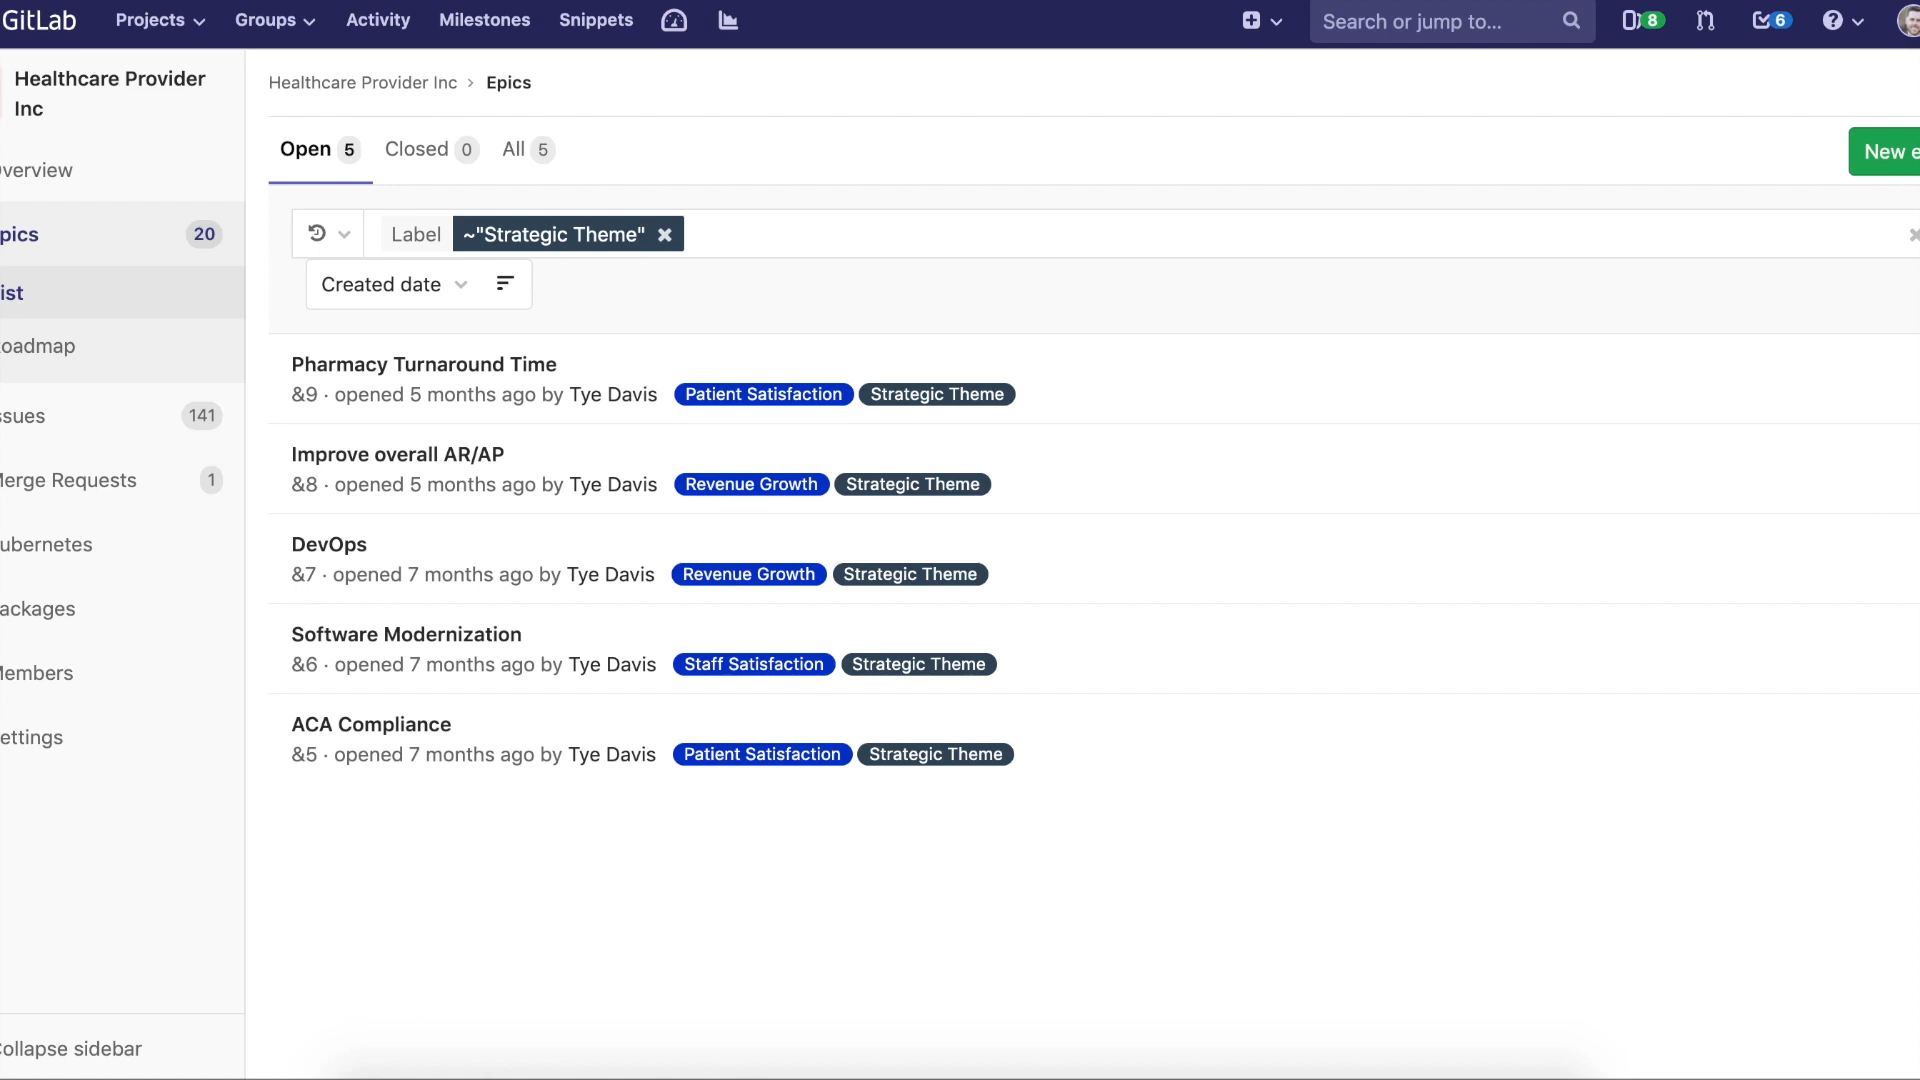 GitLab Projects Groups Activity Milestones Snippets Search or jump to... 8 6
Healthcare Provider
Inc
verview
pics 20
ist
oadmap
ssues 141
erge Requests 1
ubernetes
ackages
embers
ettings
ollapse sidebar
Healthcare Provider Inc › Epics
Open 5 Closed 0 All 5
New e
Label ~"Strategic Theme"
Created date
Pharmacy Turnaround Time
&9 · opened 5 months ago by Tye Davis Patient Satisfaction Strategic Theme
Improve overall AR/AP
&8 · opened 5 months ago by Tye Davis Revenue Growth Strategic Theme
DevOps
&7 · opened 7 months ago by Tye Davis Revenue Growth Strategic Theme
Software Modernization
&6 · opened 7 months ago by Tye Davis Staff Satisfaction Strategic Theme
ACA Compliance
&5 · opened 7 months ago by Tye Davis Patient Satisfaction Strategic Theme